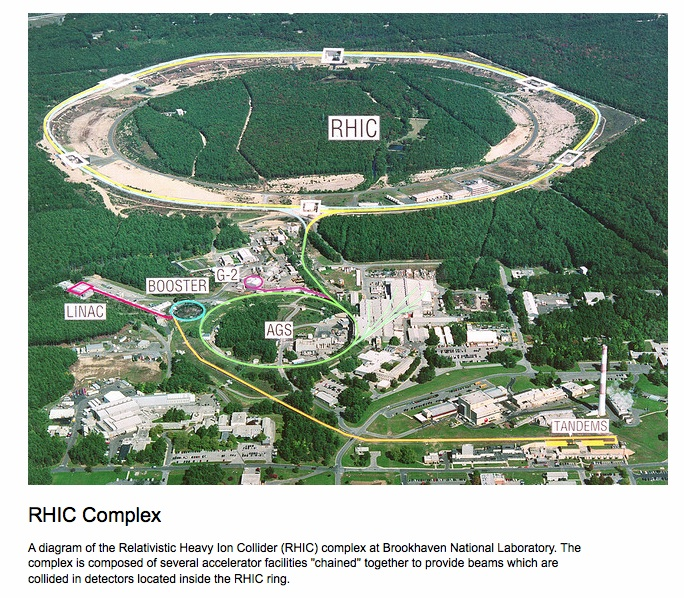 RHIC
G-2
BOOSTER
LINAC
AGS
TANDEMS
RHIC Complex
A diagram of the Relativistic Heavy Ion Collider (RHIC) complex at Brookhaven National Laboratory. The
complex is composed of several accelerator facilities "chained" together to provide beams which are
collided in detectors located inside the RHIC ring.